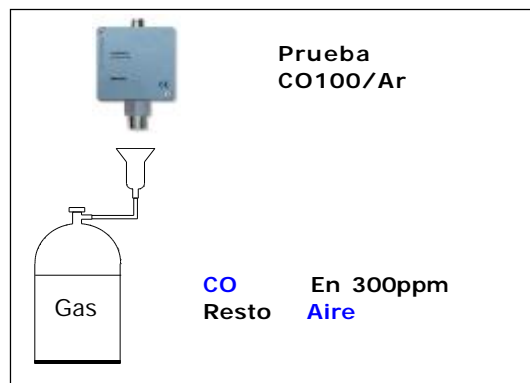 Prueba
CO100/Ar
CO En 300ppm
Resto Aire
Gas